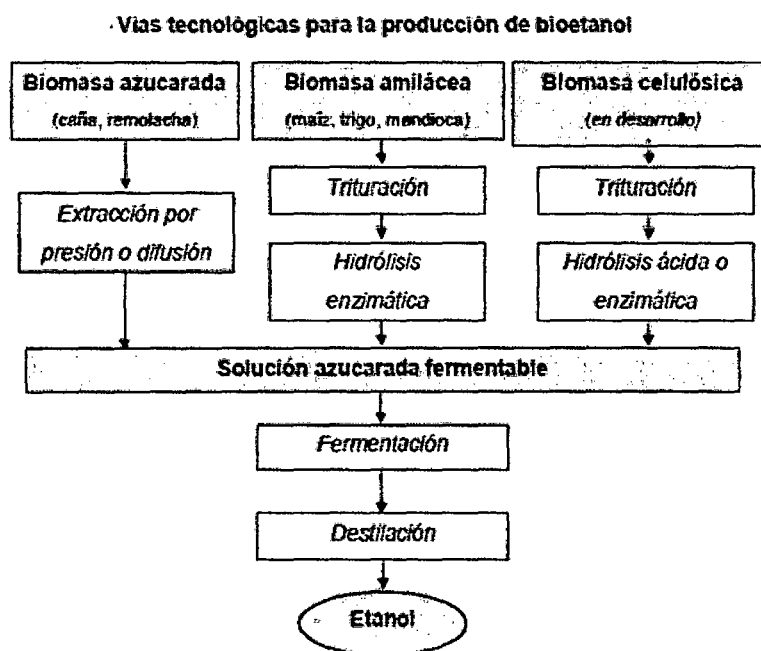 Vías tecnológicas para la producción de bioetanol
Biomasa azucarada
(caña, remolacha)
Biomasa amilácea
(maíz, trigo, mandioca)
Biomasa celulósica
(en desarrollo)
Extracción por
presión o difusión
Trituración
Hidrólisis
enzimática
Trituración
Hidrólisis ácida o
enzimática
Solución azucarada fermentable
Fermentación
Destilación
Etanol